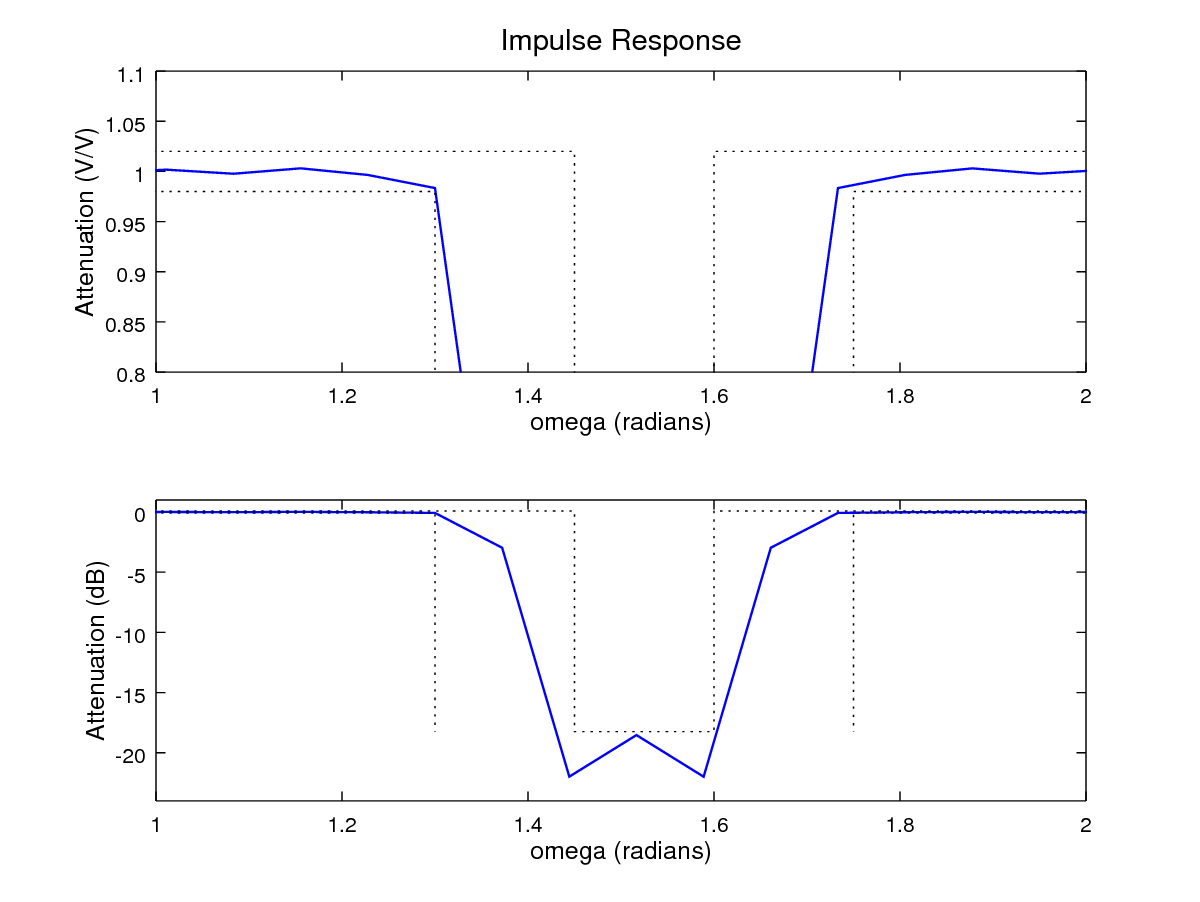 Impulse Response
Attenuation (V/V)
1.1
1.05
1
0.95
0.9
0.85
0.8
1 1.2 1.4 1.6 1.8 2
omega (radians)
Attenuation (dB)
0
-5
-10
-15
-20
1 1.2 1.4 1.6 1.8 2
omega (radians)